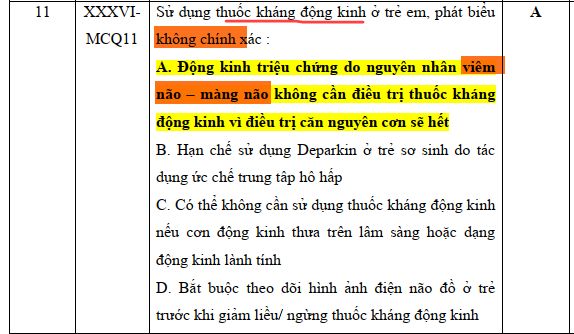 11 XXXVI- Sử dụng thuốc kháng động kinh ở trẻ em, phát biểu A
MCQ11 không chính xác :
A. Động kinh triệu chứng do nguyên nhân viêm
não – màng não không cần điều trị thuốc kháng
động kinh vì điều trị căn nguyên cơn sẽ hết
B. Hạn chế sử dụng Deparkin ở trẻ sơ sinh do tác
dụng ức chế trung tâp hô hấp
C. Có thể không cần sử dụng thuốc kháng động kinh
nếu cơn động kinh thưa trên lâm sàng hoặc dạng
động kinh lành tính
D. Bắt buộc theo dõi hình ảnh điện não đồ ở trẻ
trước khi giảm liều/ ngừng thuốc kháng động kinh